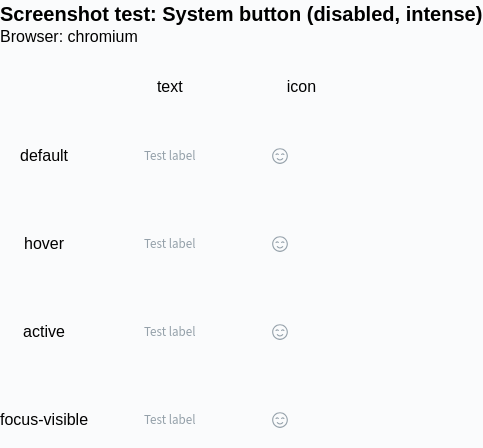 Screenshot test: System button (disabled, intense)
Browser: chromium
text icon
default Test label
hover Test label
active Test label
focus-visible Test label